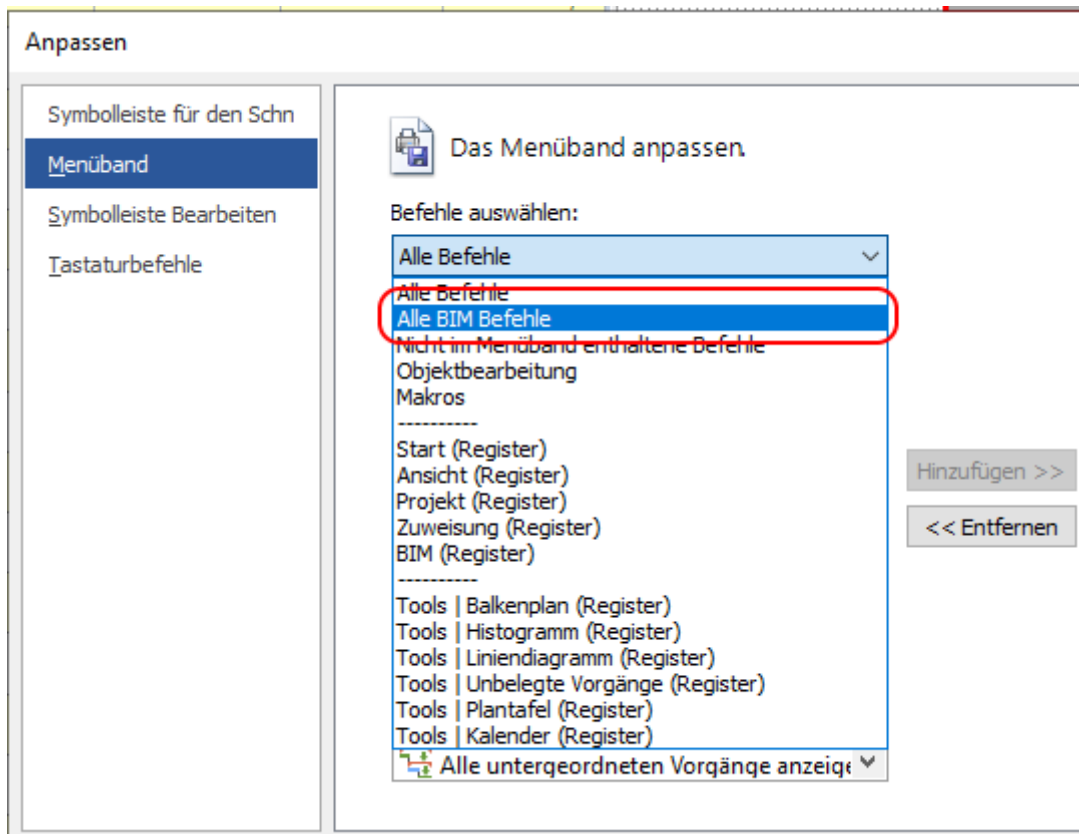 Anpassen
Symbolleiste für den Schn
Menüband
Symbolleiste Bearbeiten
Tastaturbefehle
Das Menüband anpassen.
Befehle auswählen:
Alle Befehle
Alle Befehle
Alle BIM Befehle
Nicht im Menüband enthaltene Befehle
Objektbearbeitung
Makros
----------
Start (Register)
Ansicht (Register)
Projekt (Register)
Zuweisung (Register)
BIM (Register)
----------
Tools | Balkenplan (Register)
Tools | Histogramm (Register)
Tools | Liniendiagramm (Register)
Tools | Unbelegte Vorgänge (Register)
Tools | Plantafel (Register)
Tools | Kalender (Register)
Alle untergeordneten Vorgänge anzeige
Hinzufügen >>
<< Entfernen